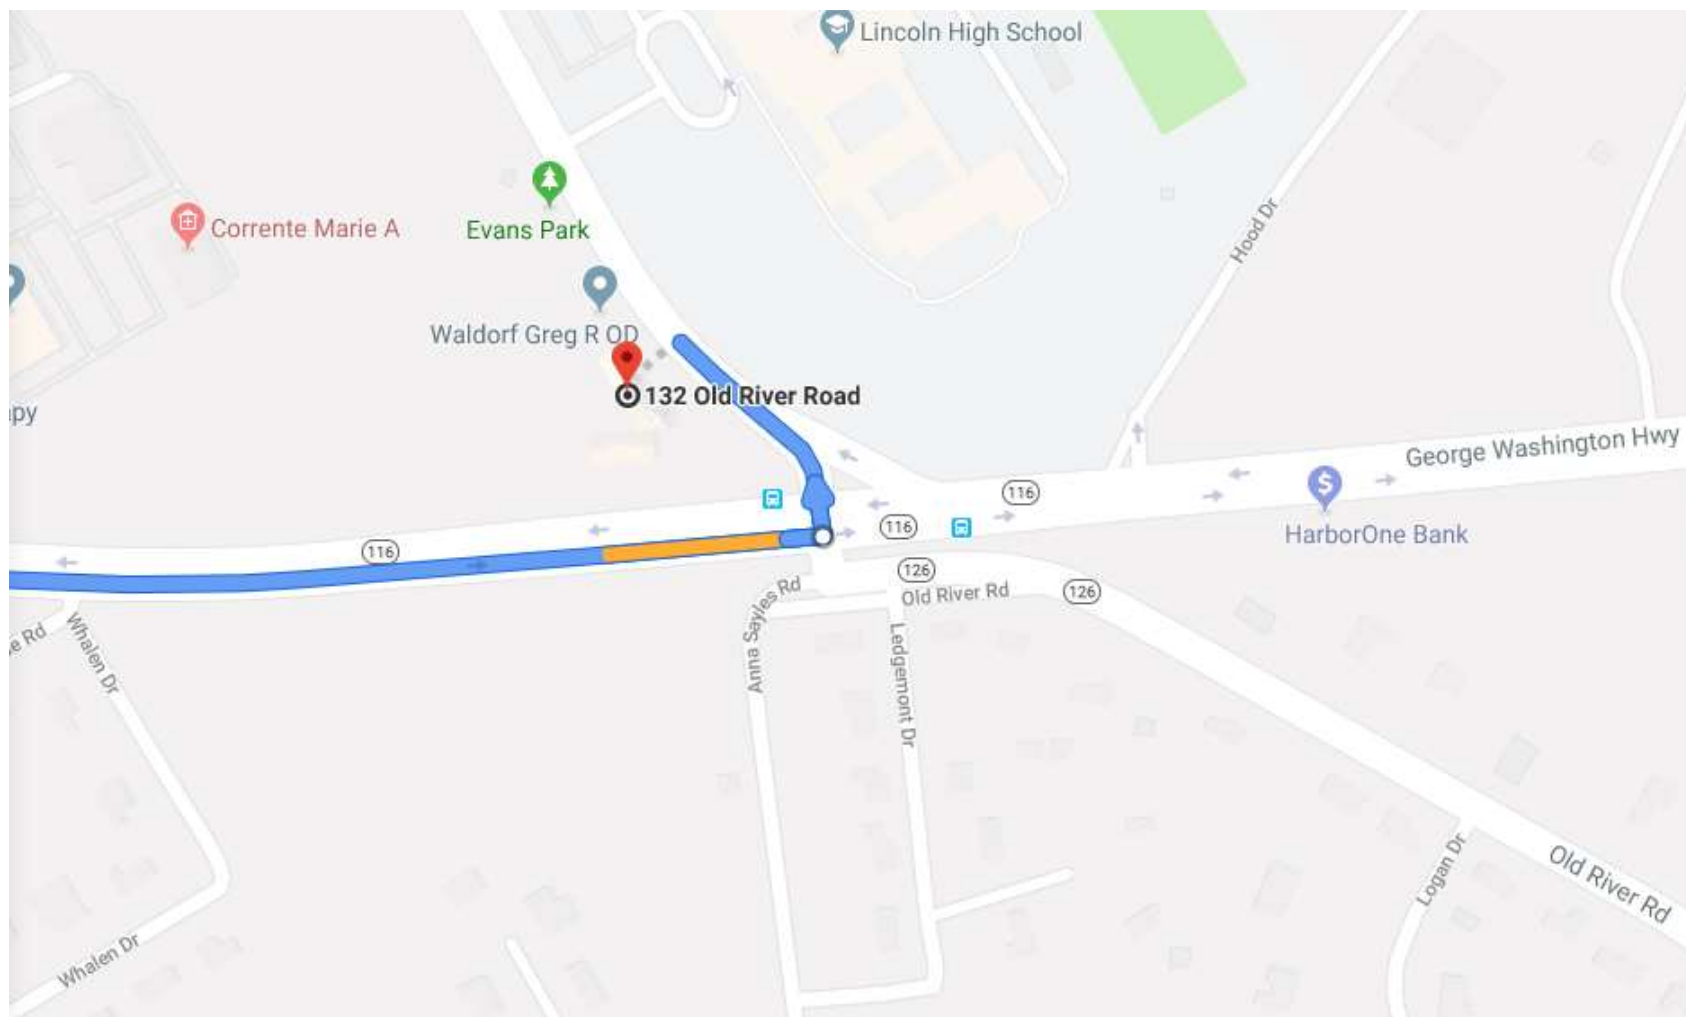 Lincoln High School
Corrente Marie A
Evans Park
Hood Dr
Waldorf Greg R OD
132 Old River Road
apy
George Washington Hwy
116
116
116
HarborOne Bank
126
Old River Rd
126
Anna Sayles Rd
e Rd
Whalen Dr
Ledgemont Dr
Logan Dr
Old River Rd
Whalen Dr